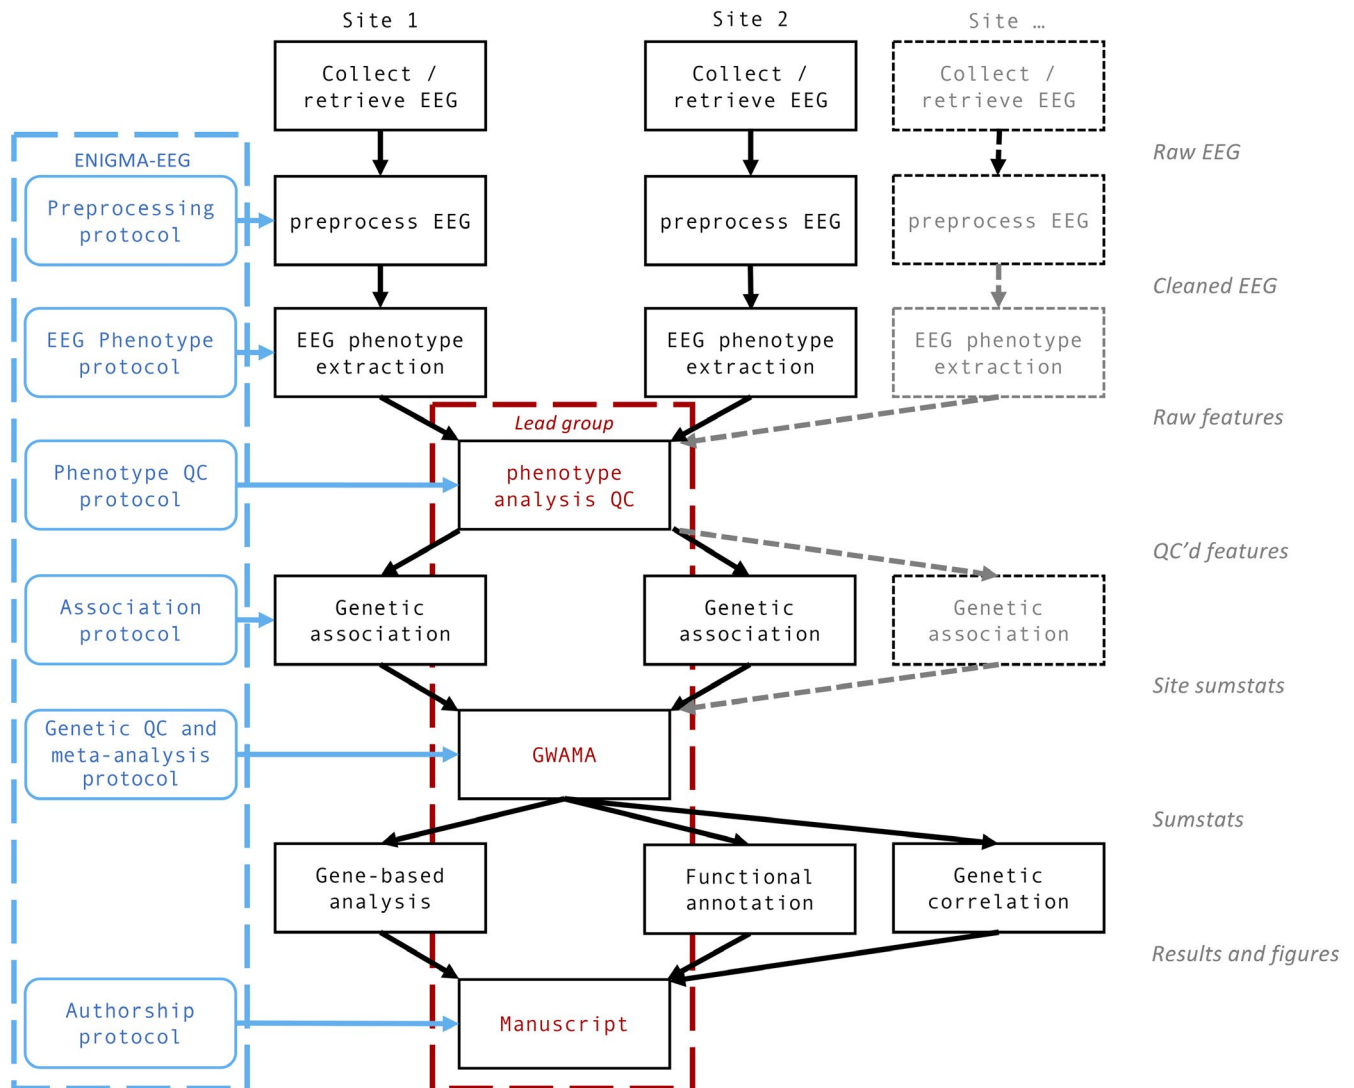 Site 1
Site 2
Site …
Collect /
retrieve EEG
Collect /
retrieve EEG
Collect /
retrieve EEG
Raw EEG
ENIGMA-EEG
Preprocessing
protocol
preprocess EEG
preprocess EEG
preprocess EEG
Cleaned EEG
EEG Phenotype
protocol
EEG phenotype
extraction
EEG phenotype
extraction
EEG phenotype
extraction
Raw features
Lead group
Phenotype QC
protocol
phenotype
analysis QC
QC’d features
Association
protocol
Genetic
association
Genetic
association
Genetic
association
Site sumstats
Genetic QC and
meta-analysis
protocol
GWAMA
Sumstats
Gene-based
analysis
Functional
annotation
Genetic
correlation
Results and figures
Authorship
protocol
Manuscript